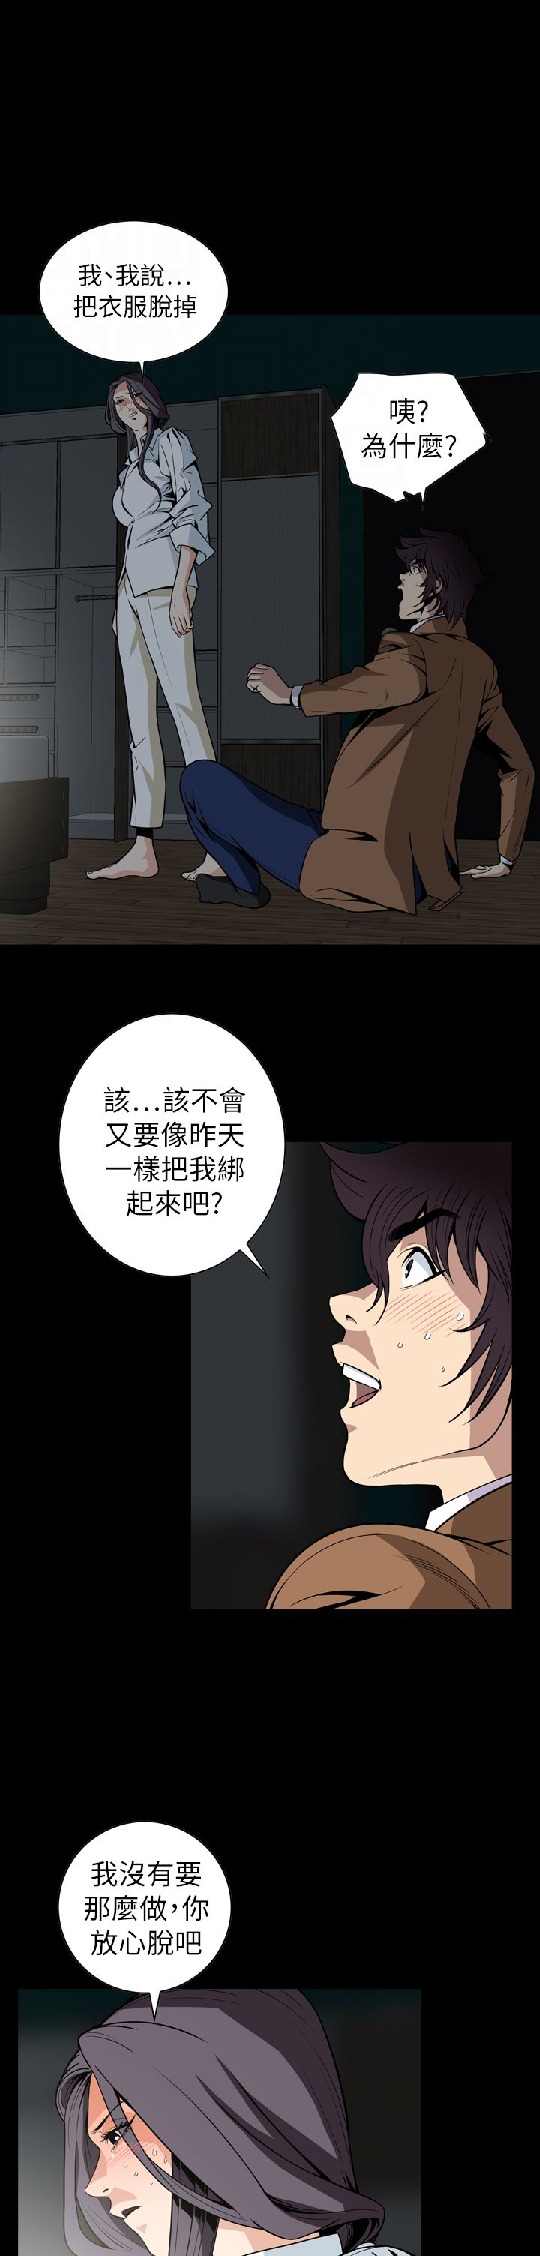 我、我說...
把衣服脫掉
咦?
為什麼?
該...該不會
又要像昨天
一樣把我綁
起來吧?
我沒有要
那麼做，你
放心脫吧